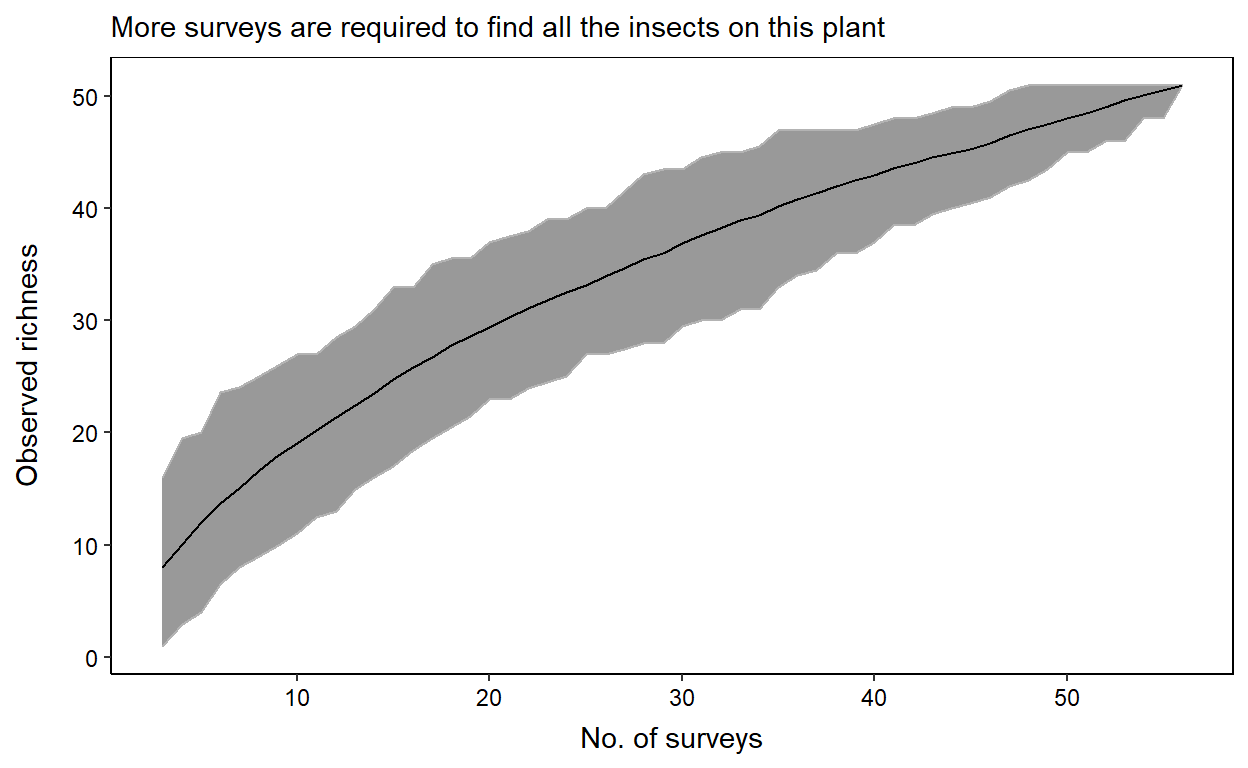 More surveys are required to find all the insects on this plant
50
40
30
20
10
0
Observed richness
10 20 30 40 50
No. of surveys